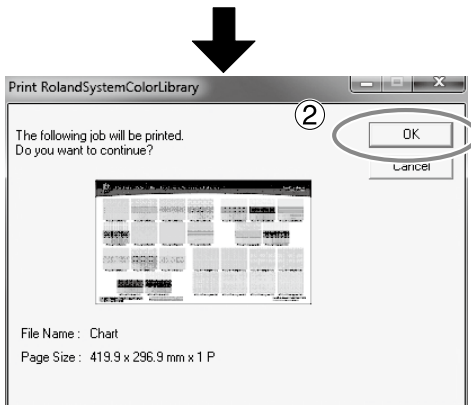 Print RolandSystemColorLibrary
②
The following job will be printed.
Do you want to continue?
OK
Cancel
File Name : Chart
Page Size : 419.9 x 296.9 mm x 1 P